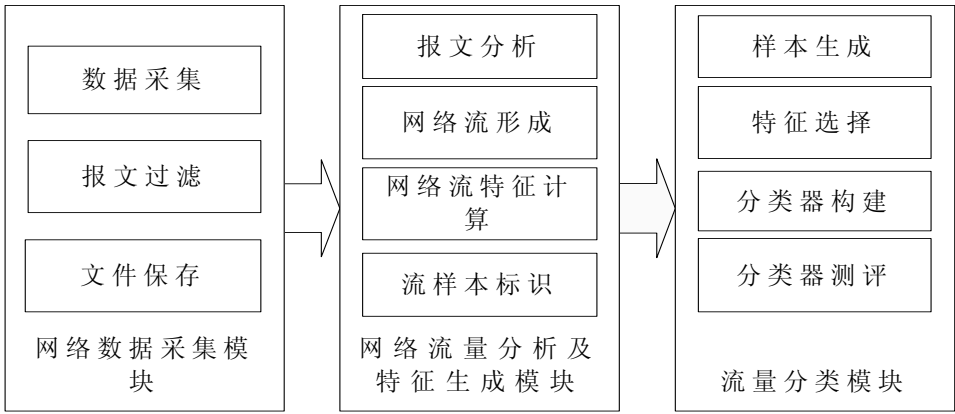 数据采集
报文过滤
文件保存
网络数据采集模
块
报文分析
网络流形成
网络流特征计
算
流样本标识
网络流量分析及
特征生成模块
样本生成
特征选择
分类器构建
分类器测评
流量分类模块